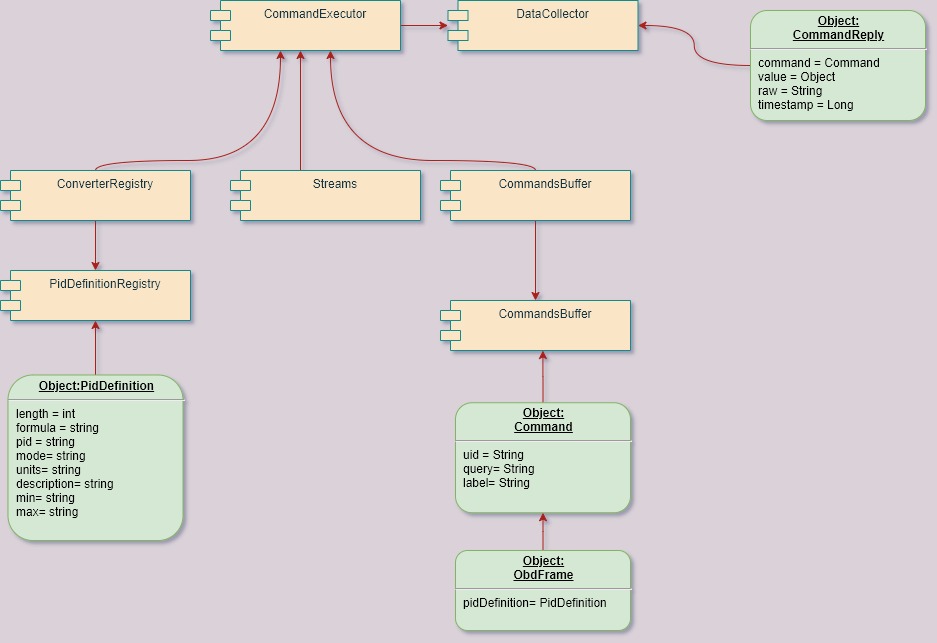 CommandExecutor
DataCollector
Object:
CommandReply
command = Command
value = Object
raw = String
timestamp = Long
ConverterRegistry
Streams
CommandsBuffer
PidDefinitionRegistry
CommandsBuffer
Object:PidDefinition
length = int
formula = string
pid = string
mode= string
units= string
description= string
min= string
max= string
Object:
Command
uid = String
query= String
label= String
Object:
ObdFrame
pidDefinition= PidDefinition